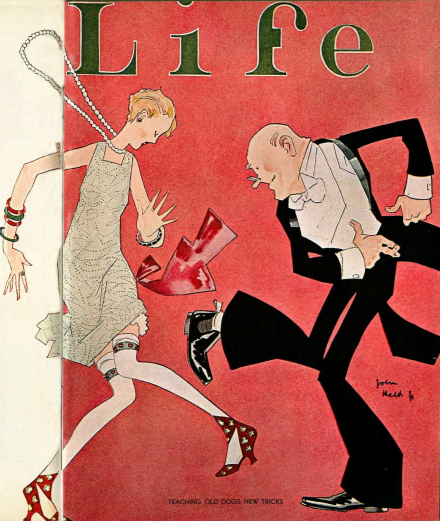 Life
John
Held Jr
TEACHING OLD DOGS NEW TRICKS